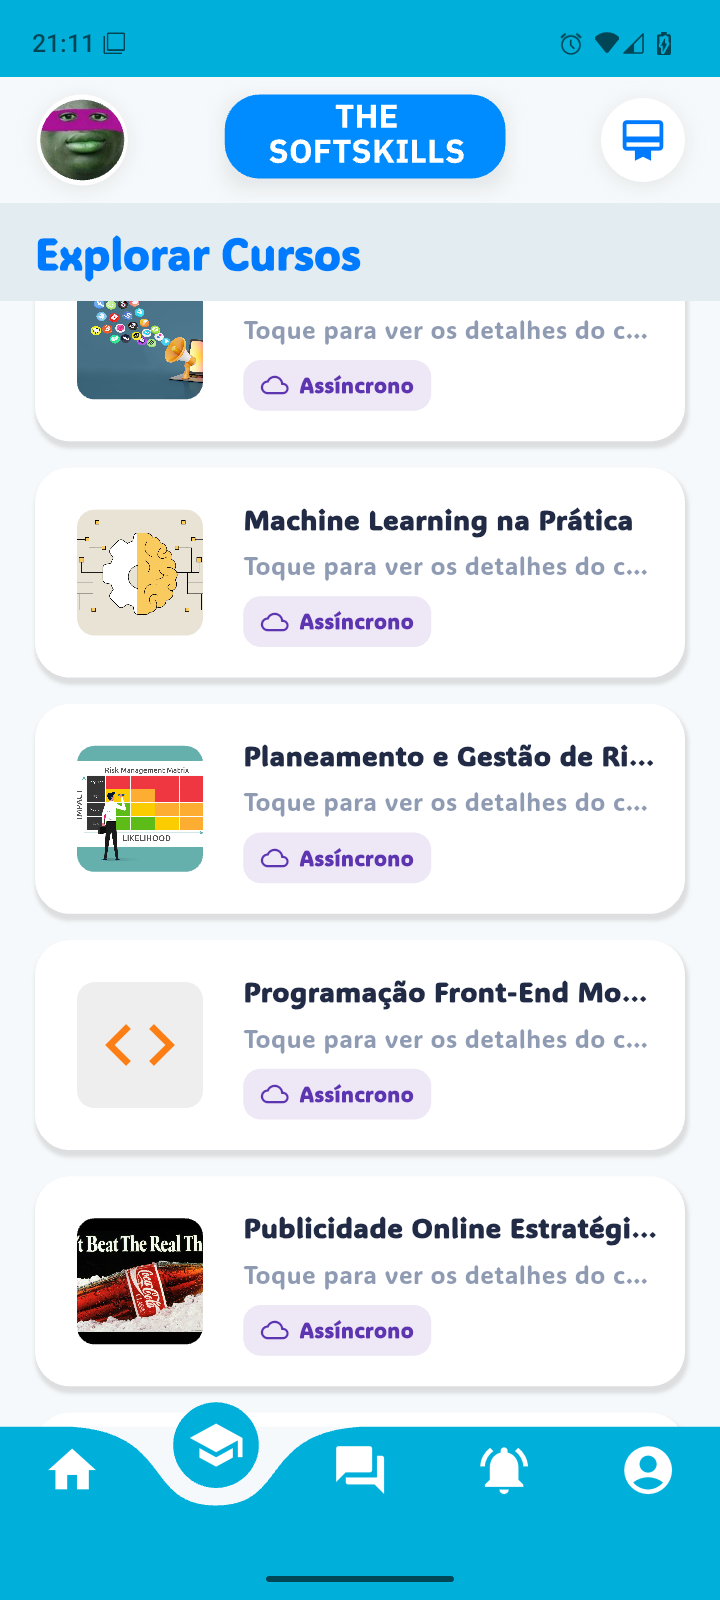 21:11
THE
SOFTSKILLS
Explorar Cursos
Toque para ver os detalhes do c...
Assíncrono
Machine Learning na Prática
Toque para ver os detalhes do c...
Assíncrono
Planeamento e Gestão de Ri...
Risk Management Matrix
IMPACT
LIKELIHOOD
Toque para ver os detalhes do c...
Assíncrono
Programação Front-End Mo...
Toque para ver os detalhes do c...
Assíncrono
Publicidade Online Estratégi...
't Beat The Real Th
Coca-Cola
Toque para ver os detalhes do c...
Assíncrono